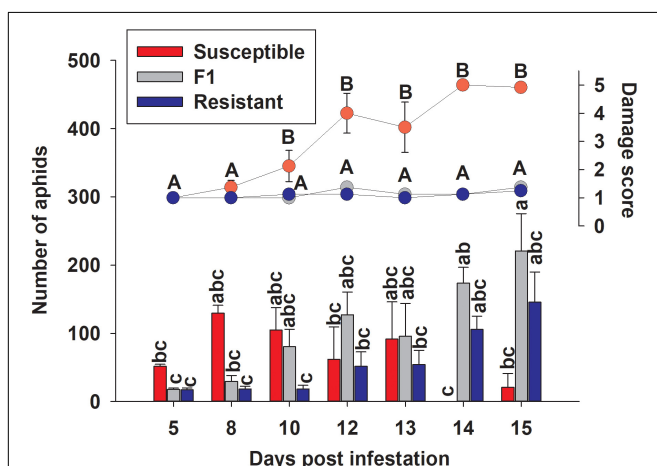 Susceptible
F1
Resistant
500
400
300
200
100
0
Number of aphids
5
4
3
2
1
0
Damage score
A A B A B A B A B A B A
bc c c
abc bc c
abc abc c
bc abc bc
abc abc bc
c ab abc
bc a abc
5 8 10 12 13 14 15
Days post infestation